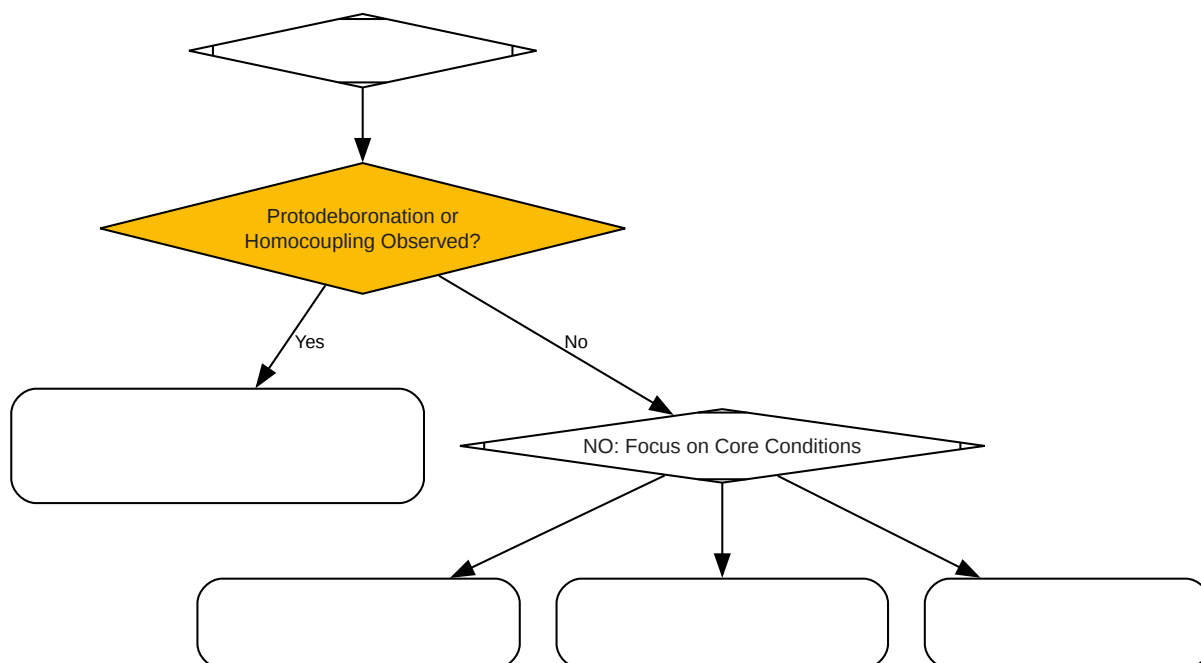 Protodeboronation or
Homocoupling Observed?
Yes
No
NO: Focus on Core Conditions